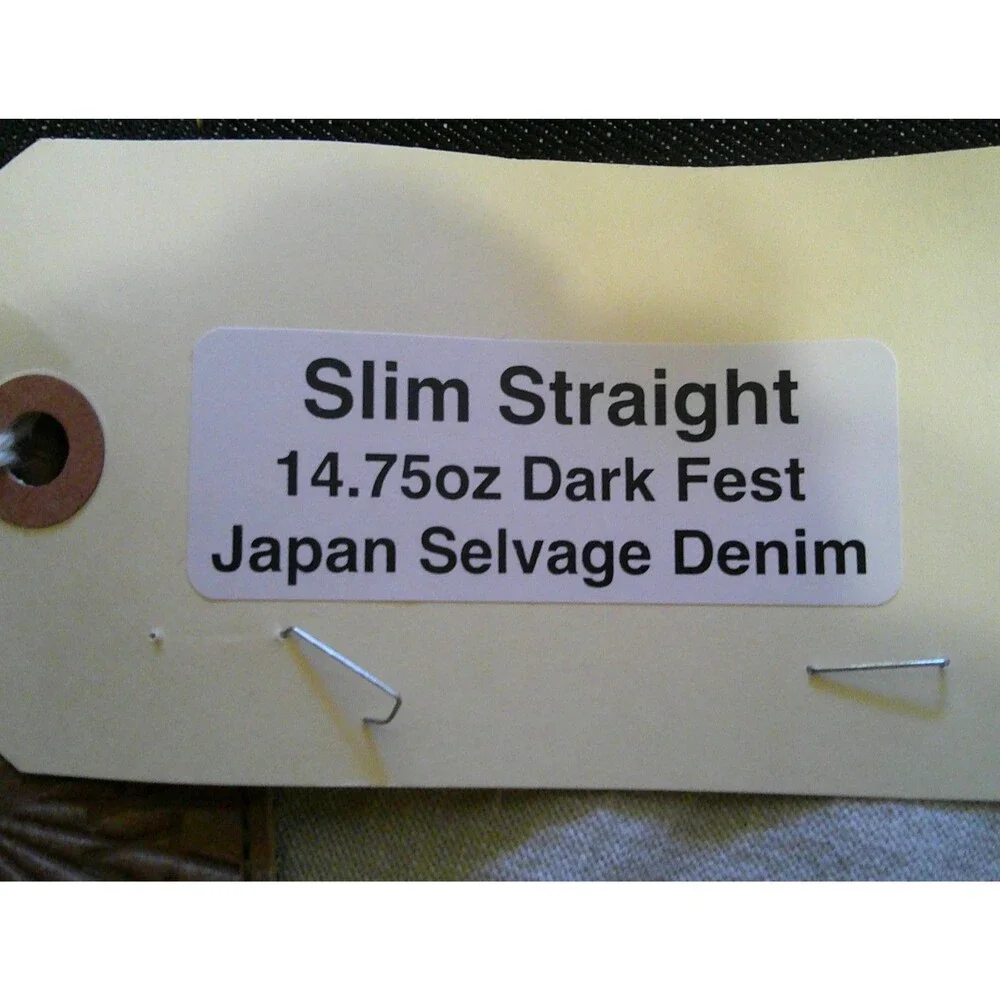 Slim Straight
14.75oz Dark Fest
Japan Selvage Denim